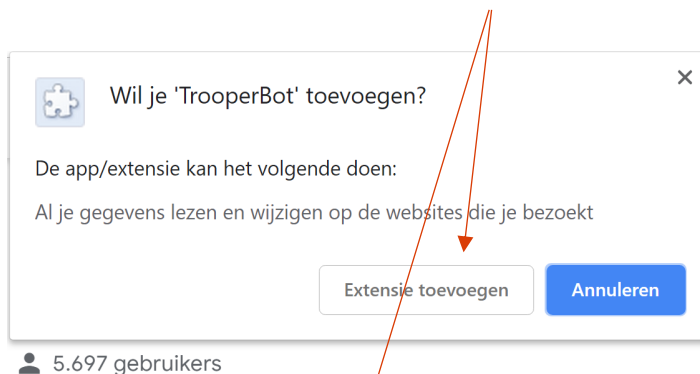 Wil je 'TrooperBot' toevoegen?
De app/extensie kan het volgende doen:
Al je gegevens lezen en wijzigen op de websites die je bezoekt
Extensie toevoegen
Annuleren
5.697 gebruikers